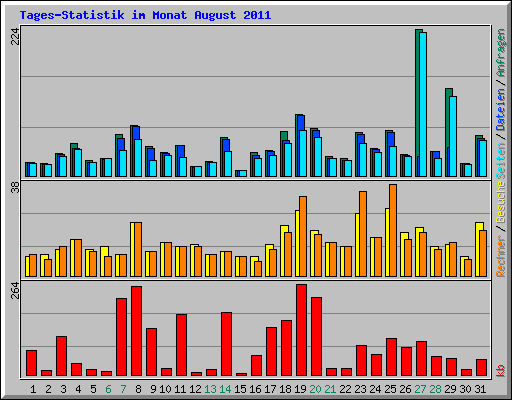 Tages-Statistik im Monat August 2011
224
38
264
Rechner / Besuche Seiten / Dateien / Anfragen
kb
1 2 3 4 5 6 7 8 9 10 11 12 13 14 15 16 17 18 19 20 21 22 23 24 25 26 27 28 29 30 31